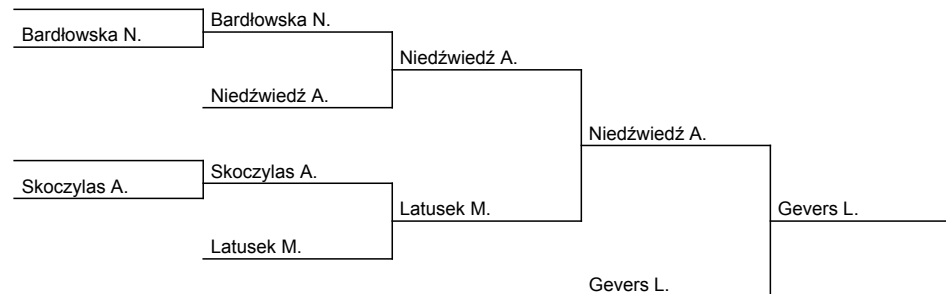 Bardłowska N.
Bardłowska N.
Niedźwiedź A.
Niedźwiedź A.
Niedźwiedź A.
Skoczylas A.
Skoczylas A.
Latusek M.
Gevers L.
Latusek M.
Gevers L.